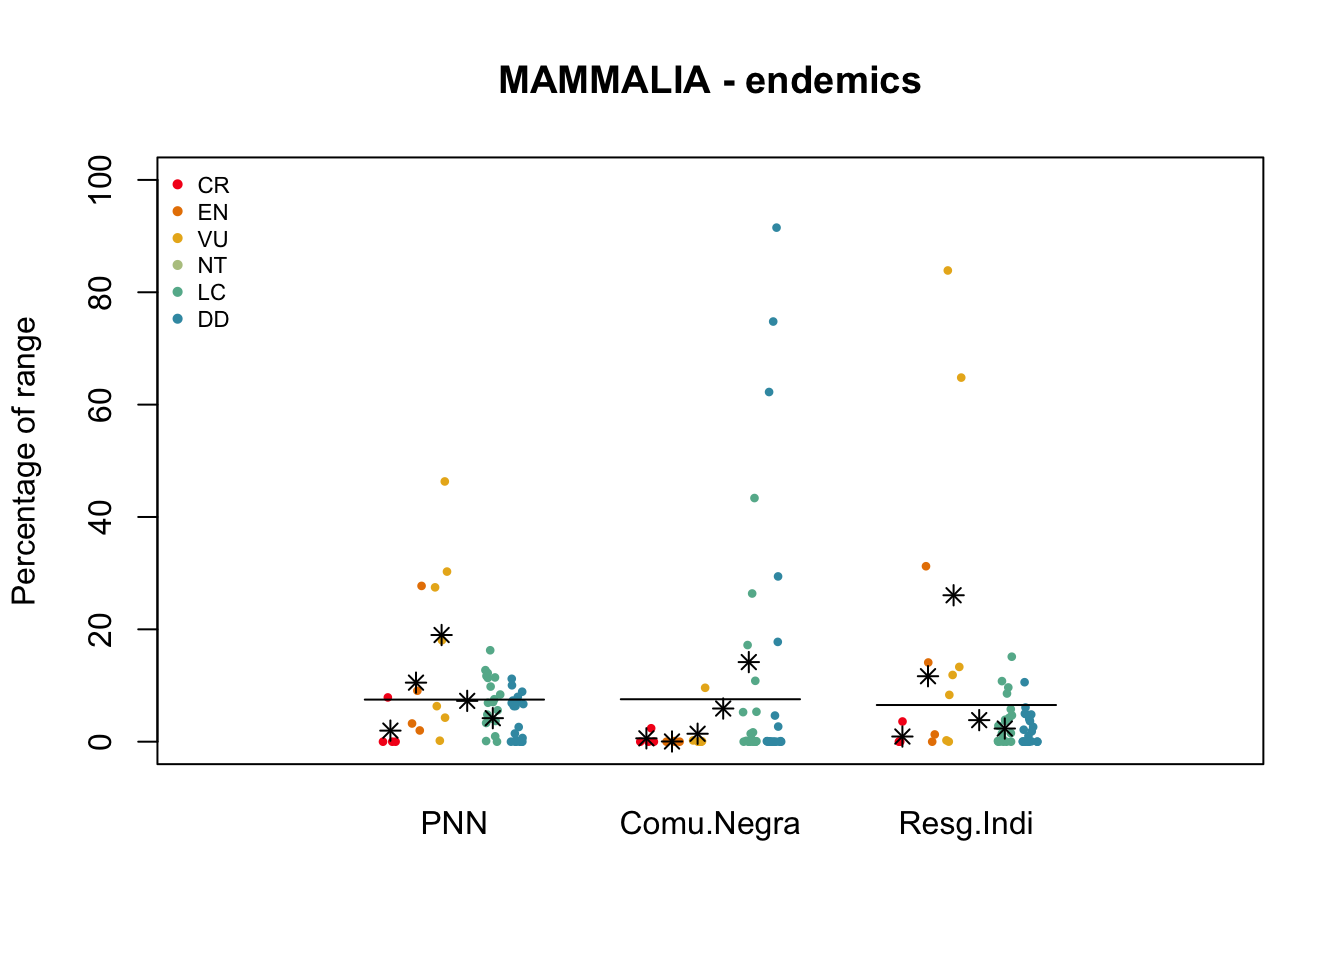 MAMMALIA - endemics
Percentage of range
100
80
60
40
20
0
CR
EN
VU
NT
LC
DD
PNN
Comu.Negra
Resg.Indi